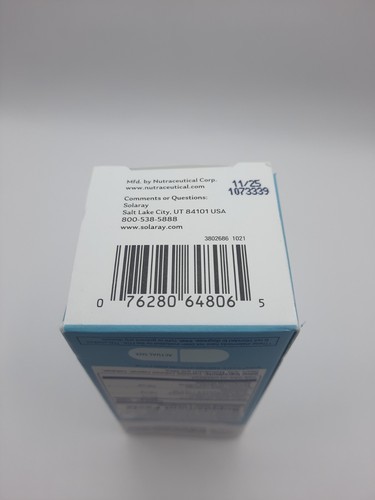 Mfd. by Nutraceutical Corp.
www.nutraceutical.com
11/25
1073339
Comments or Questions:
Solaray
Salt Lake City, UT 84101 USA
800-538-5888
www.solaray.com
3802686 1021
0 76280 64806 5